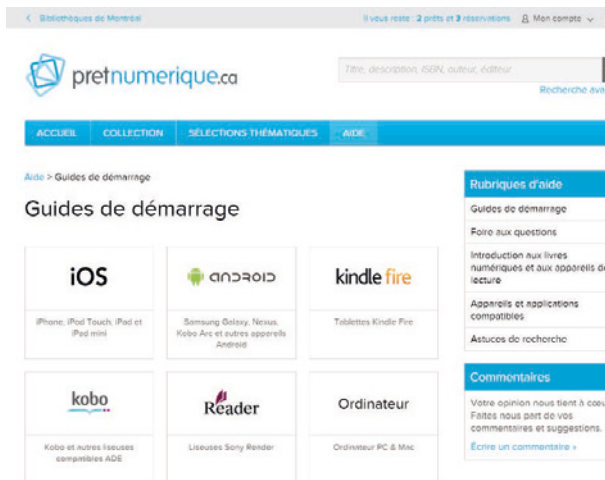 Bibliothèques de Montréal
Il vous reste : 2 prêts et 3 réservations
Mon compte
pretnumerique.ca
Titre, description, ISBN, auteur, éditeur
Recherche ava
ACCUEIL COLLECTION SÉLECTIONS THÉMATIQUES AIDE
Aide > Guides de démarrage
Guides de démarrage
iOS
iPhone, iPod Touch, iPad et
iPad mini
ANDROID
Samsung Galaxy, Nexus,
Kobo Arc et autres appareils
Android
kindle fire
Tablettes Kindle Fire
kobo
Kobo et autres liseuses
compatibles ADE
Reader
Liseuses Sony Reader
Ordinateur
Ordinateur PC & Mac
Rubriques d'aide
Guides de démarrage
Foire aux questions
Introduction aux livres
numériques et aux appareils de
lecture
Appareils et applications
compatibles
Astuces de recherche
Commentaires
Votre opinion nous tient à cœu
Faites nous part de vos
commentaires et suggestions.
Écrire un commentaire »